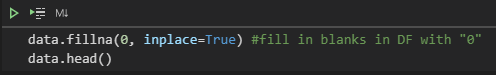 M↓
data.fillna(0, inplace=True) #fill in blanks in DF with "0"
data.head()